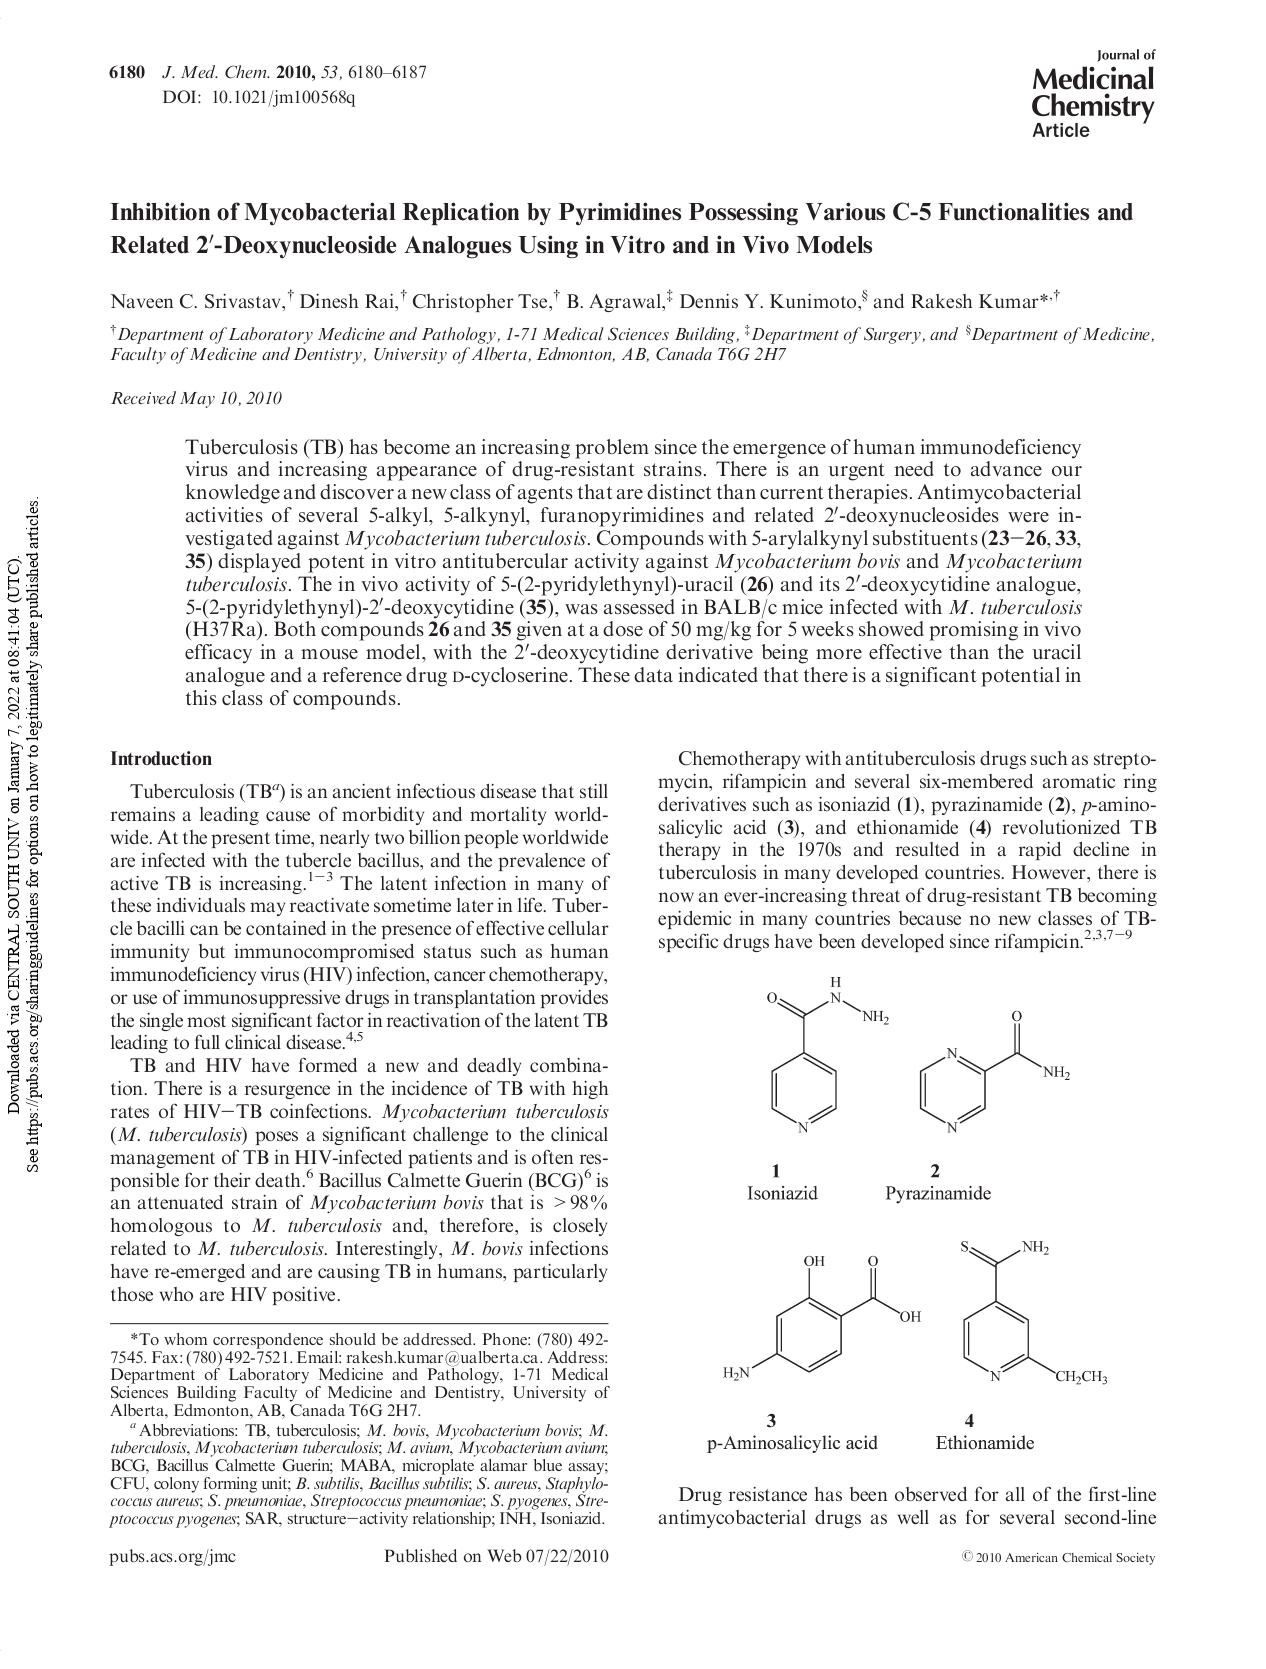 6180 J. Med. Chem. 2010, 53, 6180–6187
DOI: 10.1021/jm100568q
Journal of
Medicinal
Chemistry
Article
Inhibition of Mycobacterial Replication by Pyrimidines Possessing Various C-5 Functionalities and
Related 2′-Deoxynucleoside Analogues Using in Vitro and in Vivo Models
Naveen C. Srivastav,† Dinesh Rai,† Christopher Tse,† B. Agrawal,‡ Dennis Y. Kunimoto,§ and Rakesh Kumar*,†
†Department of Laboratory Medicine and Pathology, 1-71 Medical Sciences Building, ‡Department of Surgery, and §Department of Medicine,
Faculty of Medicine and Dentistry, University of Alberta, Edmonton, AB, Canada T6G 2H7
Received May 10, 2010
Tuberculosis (TB) has become an increasing problem since the emergence of human immunodeficiency
virus and increasing appearance of drug-resistant strains. There is an urgent need to advance our
knowledge and discover a new class of agents that are distinct than current therapies. Antimycobacterial
activities of several 5-alkyl, 5-alkynyl, furanopyrimidines and related 2′-deoxynucleosides were in-
vestigated against Mycobacterium tuberculosis. Compounds with 5-arylalkynyl substituents (23–26, 33,
35) displayed potent in vitro antitubercular activity against Mycobacterium bovis and Mycobacterium
tuberculosis. The in vivo activity of 5-(2-pyridylethynyl)-uracil (26) and its 2′-deoxycytidine analogue,
5-(2-pyridylethynyl)-2′-deoxycytidine (35), was assessed in BALB/c mice infected with M. tuberculosis
(H37Ra). Both compounds 26 and 35 given at a dose of 50 mg/kg for 5 weeks showed promising in vivo
efficacy in a mouse model, with the 2′-deoxycytidine derivative being more effective than the uracil
analogue and a reference drug D-cycloserine. These data indicated that there is a significant potential in
this class of compounds.
Introduction
Tuberculosis (TBa) is an ancient infectious disease that still
remains a leading cause of morbidity and mortality world-
wide. At the present time, nearly two billion people worldwide
are infected with the tubercle bacillus, and the prevalence of
active TB is increasing.1–3 The latent infection in many of
these individuals may reactivate sometime later in life. Tuber-
cle bacilli can be contained in the presence of effective cellular
immunity but immunocompromised status such as human
immunodeficiency virus (HIV) infection, cancer chemotherapy,
or use of immunosuppressive drugs in transplantation provides
the single most significant factor in reactivation of the latent TB
leading to full clinical disease.4,5
TB and HIV have formed a new and deadly combina-
tion. There is a resurgence in the incidence of TB with high
rates of HIV–TB coinfections. Mycobacterium tuberculosis
(M. tuberculosis) poses a significant challenge to the clinical
management of TB in HIV-infected patients and is often res-
ponsible for their death.6 Bacillus Calmette Guerin (BCG)6 is
an attenuated strain of Mycobacterium bovis that is >98%
homologous to M. tuberculosis and, therefore, is closely
related to M. tuberculosis. Interestingly, M. bovis infections
have re-emerged and are causing TB in humans, particularly
those who are HIV positive.
*To whom correspondence should be addressed. Phone: (780) 492-
7545. Fax: (780) 492-7521. Email: rakesh.kumar@ualberta.ca. Address:
Department of Laboratory Medicine and Pathology, 1-71 Medical
Sciences Building Faculty of Medicine and Dentistry, University of
Alberta, Edmonton, AB, Canada T6G 2H7.
a Abbreviations: TB, tuberculosis; M. bovis, Mycobacterium bovis; M.
tuberculosis, Mycobacterium tuberculosis; M. avium, Mycobacterium avium;
BCG, Bacillus Calmette Guerin; MABA, microplate alamar blue assay;
CFU, colony forming unit; B. subtilis, Bacillus subtilis; S. aureus, Staphylo-
coccus aureus; S. pneumoniae, Streptococcus pneumoniae; S. pyogenes, Stre-
ptococcus pyogenes; SAR, structure–activity relationship; INH, Isoniazid.
Chemotherapy with antituberculosis drugs such as strepto-
mycin, rifampicin and several six-membered aromatic ring
derivatives such as isoniazid (1), pyrazinamide (2), p-amino-
salicylic acid (3), and ethionamide (4) revolutionized TB
therapy in the 1970s and resulted in a rapid decline in
tuberculosis in many developed countries. However, there is
now an ever-increasing threat of drug-resistant TB becoming
epidemic in many countries because no new classes of TB-
specific drugs have been developed since rifampicin.2,3,7–9
H
O N
NH2
N
O
N
NH2
N
1 2
Isoniazid Pyrazinamide
OH O
OH
H2N
S NH2
N
CH2CH3
3 4
p-Aminosalicylic acid Ethionamide
Drug resistance has been observed for all of the first-line
antimycobacterial drugs as well as for several second-line
pubs.acs.org/jmc Published on Web 07/22/2010 © 2010 American Chemical Society
Downloaded via CENTRAL SOUTH UNIV on January 7, 2022 at 08:41:04 (UTC).
See https://pubs.acs.org/sharingguidelines for options on how to legitimately share published articles.